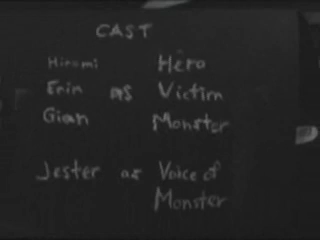 CAST
Hiromi Hero
Erin as Victim
Gian Monster
Jester as Voice of
Monster